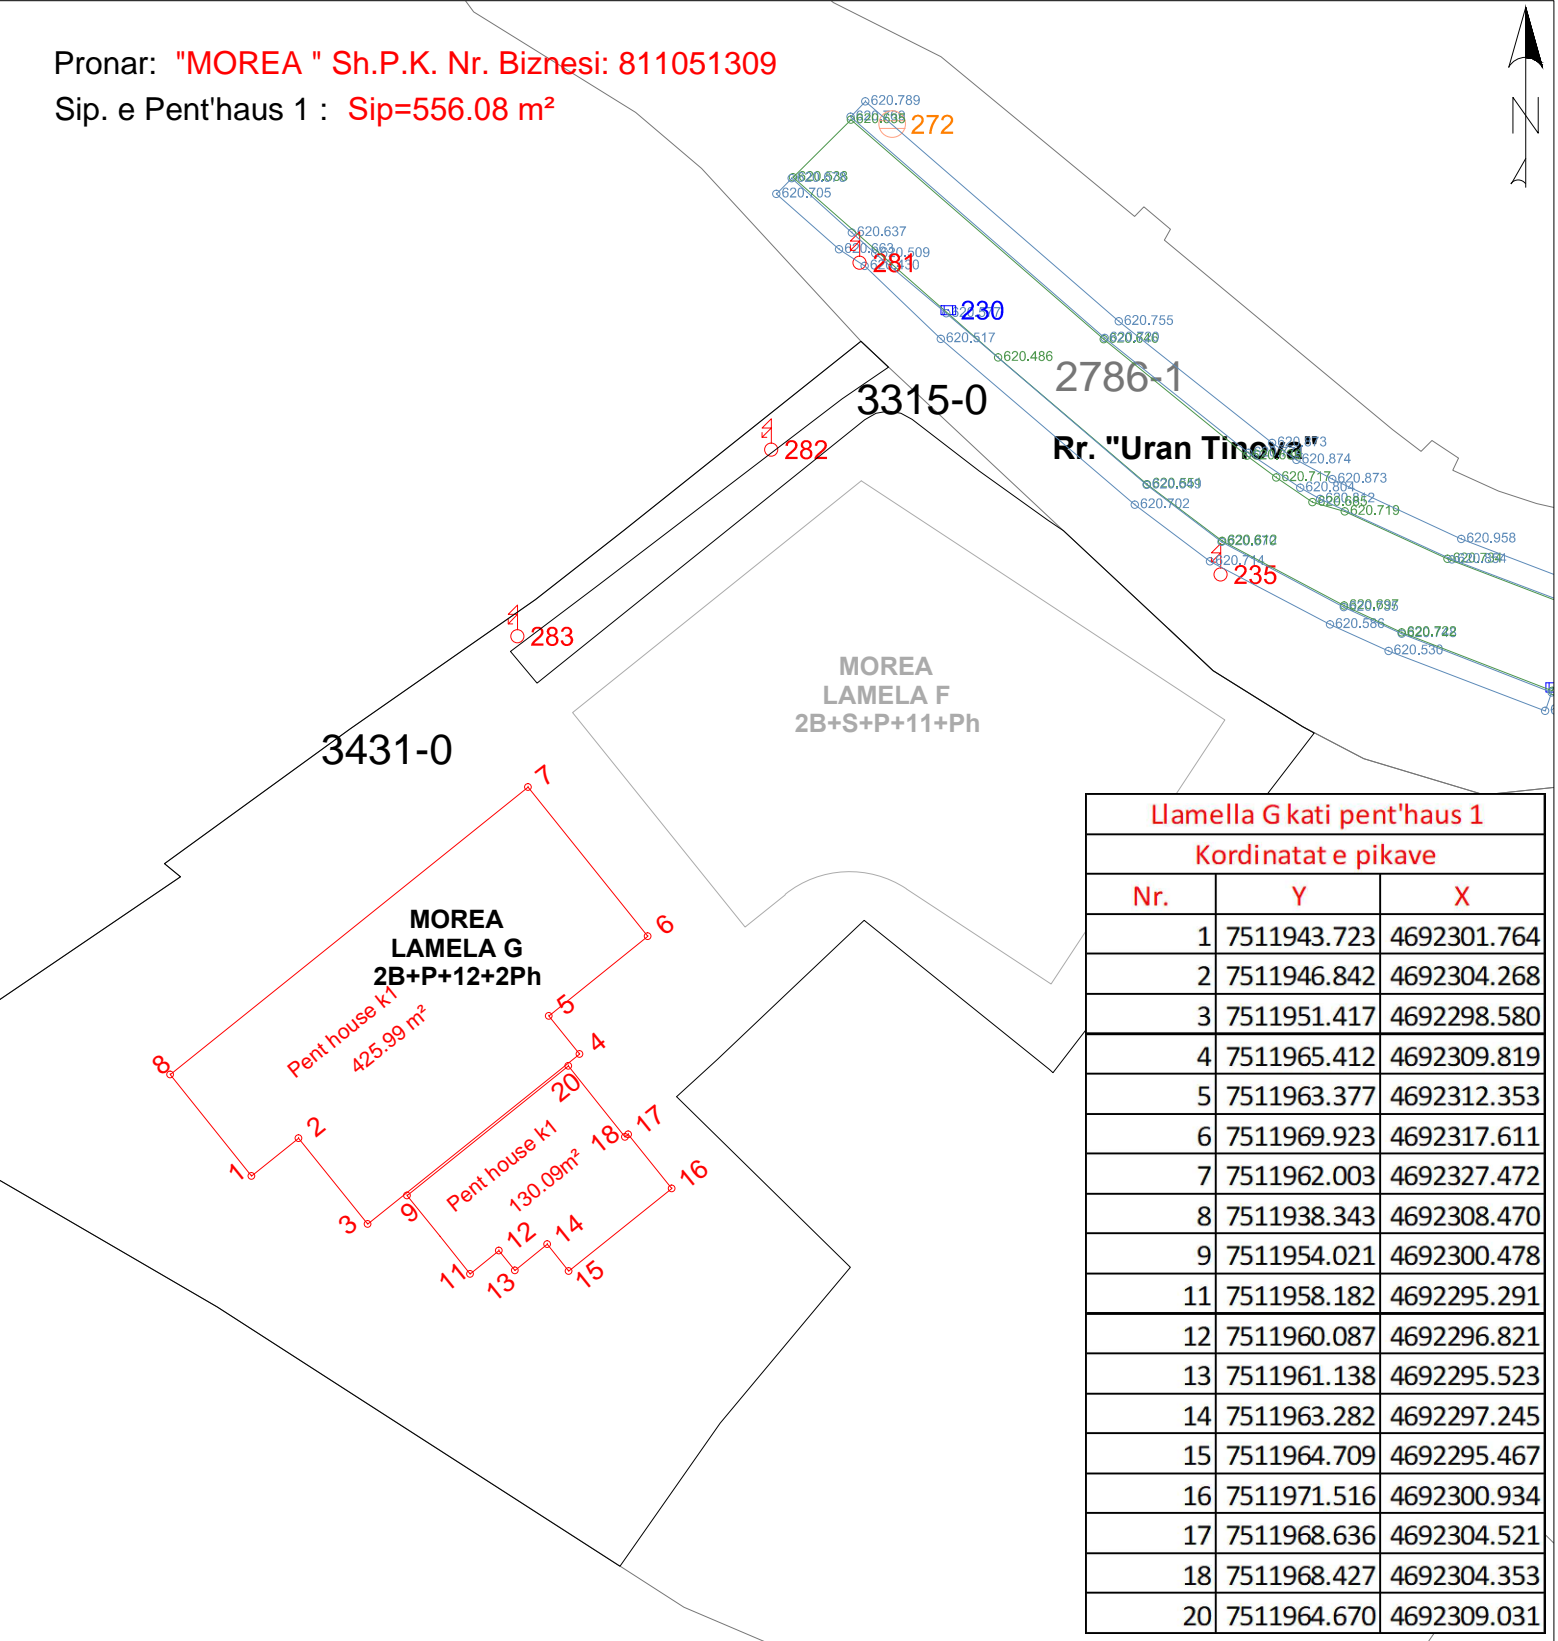 Pronar: "MOREA " Sh.P.K. Nr. Biznesi: 811051309
Sip. e Pent'haus 1 : Sip=556.08 m²
N
620.789
272
620.705
620.637
620.663
281
230
620.517
620.486
620.755
2786-1
3315-0
Rr. "Uran Tinova"
620.874
620.717
620.873
620.804
620.719
620.702
282
620.958
620.714
235
620.586
620.530
283
MOREA
LAMELA F
2B+S+P+11+Ph
3431-0
7
6
MOREA
LAMELA G
2B+P+12+2Ph
Pent house k1
425.99 m²
5
4
8
20
2
17
18
1
Pent house k1
130.09m²
16
3
9
12
14
11
13
15
Llamella G kati pent'haus 1
Kordinatat e pikave
Nr. Y X
1 7511943.723 4692301.764
2 7511946.842 4692304.268
3 7511951.417 4692298.580
4 7511965.412 4692309.819
5 7511963.377 4692312.353
6 7511969.923 4692317.611
7 7511962.003 4692327.472
8 7511938.343 4692308.470
9 7511954.021 4692300.478
11 7511958.182 4692295.291
12 7511960.087 4692296.821
13 7511961.138 4692295.523
14 7511963.282 4692297.245
15 7511964.709 4692295.467
16 7511971.516 4692300.934
17 7511968.636 4692304.521
18 7511968.427 4692304.353
20 7511964.670 4692309.031